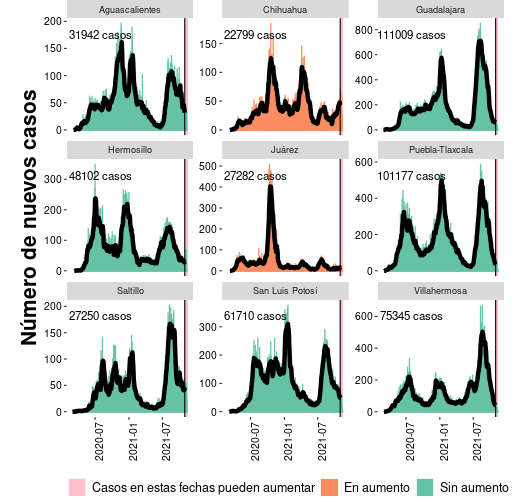 Aguascalientes
Chihuahua
Guadalajara
200
150
100
50
0
31942 casos
150
100
50
0
22799 casos
800
600
400
200
0
111009 casos
Hermosillo
Juárez
Puebla-Tlaxcala
300
200
100
0
48102 casos
500
400
300
200
100
0
27282 casos
600
400
200
0
101177 casos
Saltillo
San Luis Potosí
Villahermosa
200
150
100
50
0
27250 casos
300
200
100
0
61710 casos
600
400
200
0
75345 casos
2020-07
2021-01
2021-07
2020-07
2021-01
2021-07
2020-07
2021-01
2021-07
Número de nuevos casos
Casos en estas fechas pueden aumentar
En aumento
Sin aumento